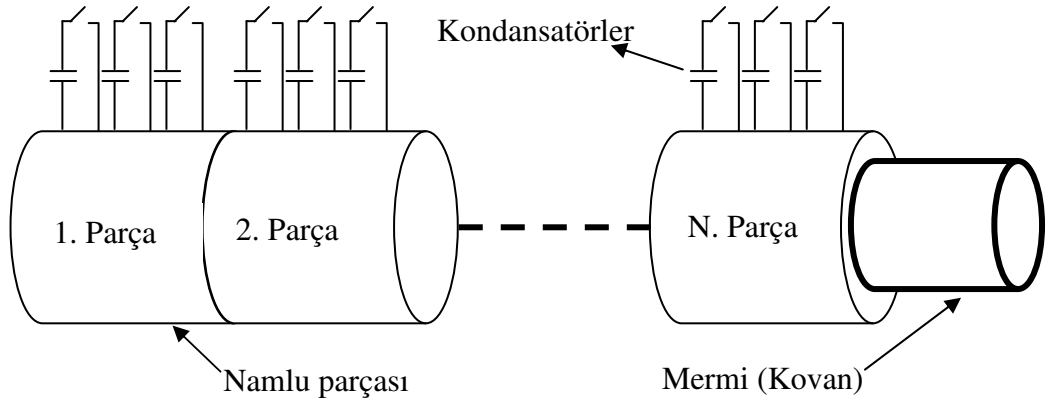 Kondansatörler
1. Parça
2. Parça
N. Parça
Namlu parçası
Mermi (Kovan)